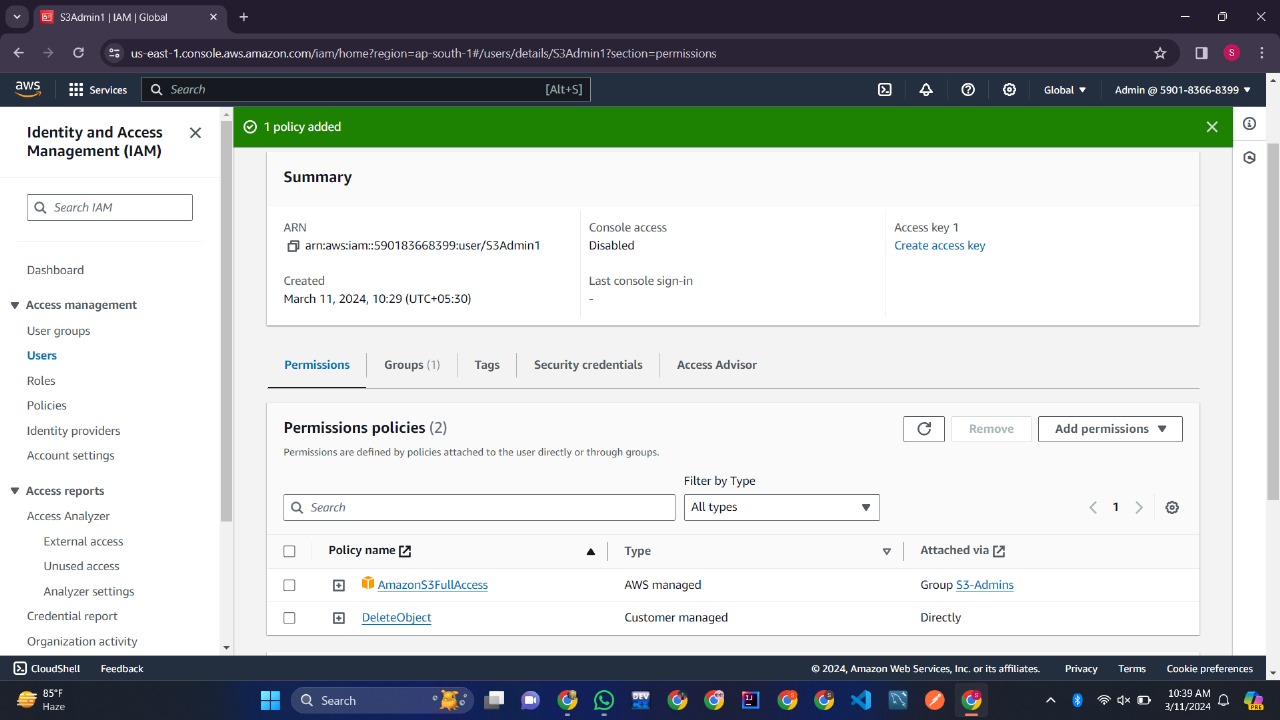 S3Admin1 | IAM | Global
us-east-1.console.aws.amazon.com/iam/home?region=ap-south-1#/users/details/S3Admin1?section=permissions
S
aws
Services
Search
[Alt+S]
Global
Admin @ 5901-8366-8399
Identity and Access
Management (IAM)
Search IAM
Dashboard
Access management
User groups
Users
Roles
Policies
Identity providers
Account settings
Access reports
Access Analyzer
External access
Unused access
Analyzer settings
Credential report
Organization activity
1 policy added
Summary
ARN
arn:aws:iam::590183668399:user/S3Admin1
Console access
Disabled
Access key 1
Create access key
Created
March 11, 2024, 10:29 (UTC+05:30)
Last console sign-in
-
Permissions
Groups (1)
Tags
Security credentials
Access Advisor
Permissions policies (2)
Remove
Add permissions
Permissions are defined by policies attached to the user directly or through groups.
Filter by Type
Search
All types
1
Policy name
Type
Attached via
AmazonS3FullAccess
AWS managed
Group S3-Admins
DeleteObject
Customer managed
Directly
CloudShell
Feedback
© 2024, Amazon Web Services, Inc. or its affiliates.
Privacy
Terms
Cookie preferences
85°F
Haze
Search
10:39 AM
3/11/2024